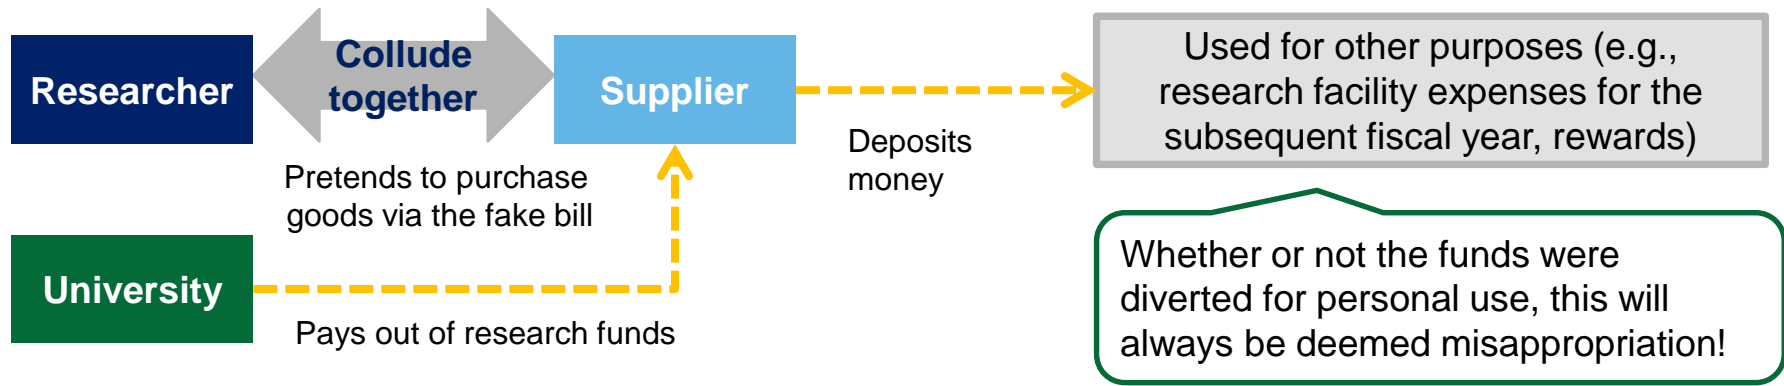 Researcher
Collude
together
Supplier
Used for other purposes (e.g.,
research facility expenses for the
subsequent fiscal year, rewards)
Deposits
money
Pretends to purchase
goods via the fake bill
University
Pays out of research funds
Whether or not the funds were
diverted for personal use, this will
always be deemed misappropriation!